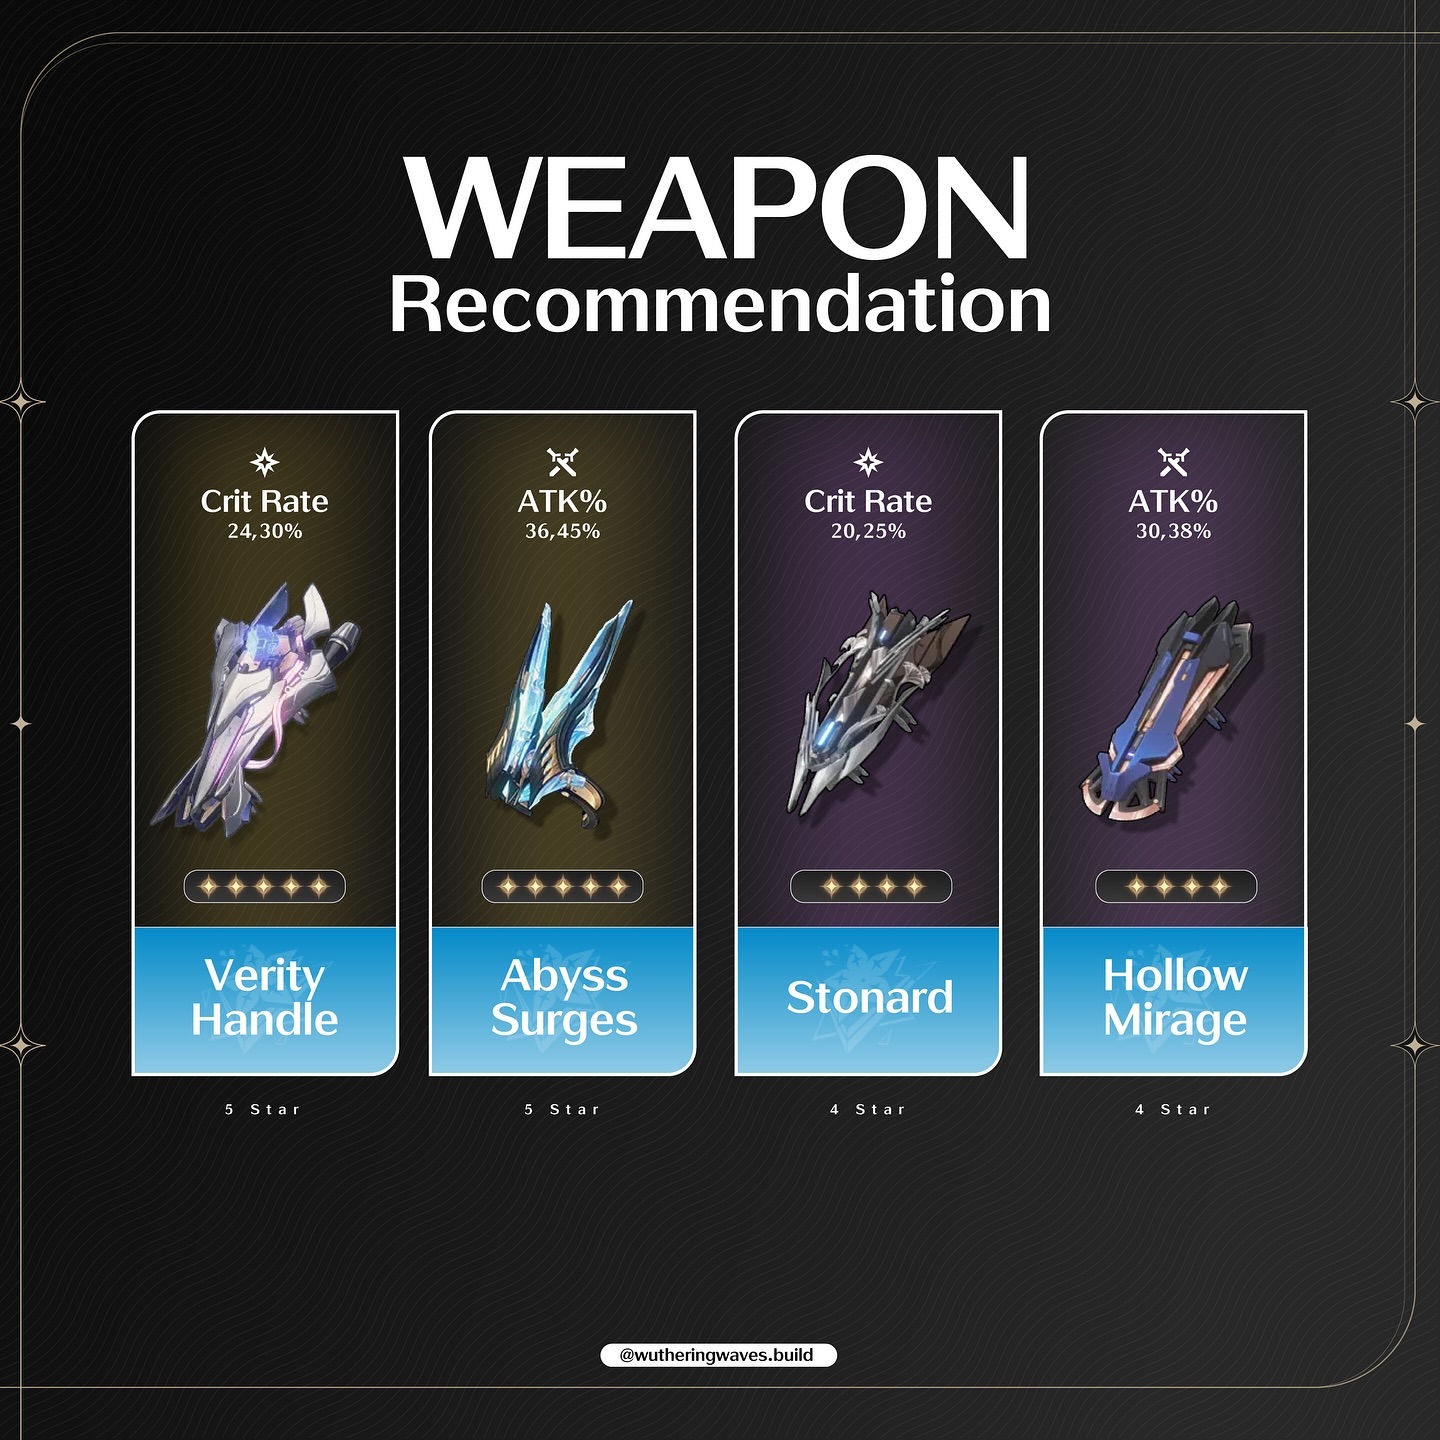 WEAPON
Recommendation
Crit Rate
24,30%
Verity
Handle
5 Star
ATK%
36,45%
Abyss
Surges
5 Star
Crit Rate
20,25%
Stonard
4 Star
ATK%
30,38%
Hollow
Mirage
4 Star
@wutheringwaves.build